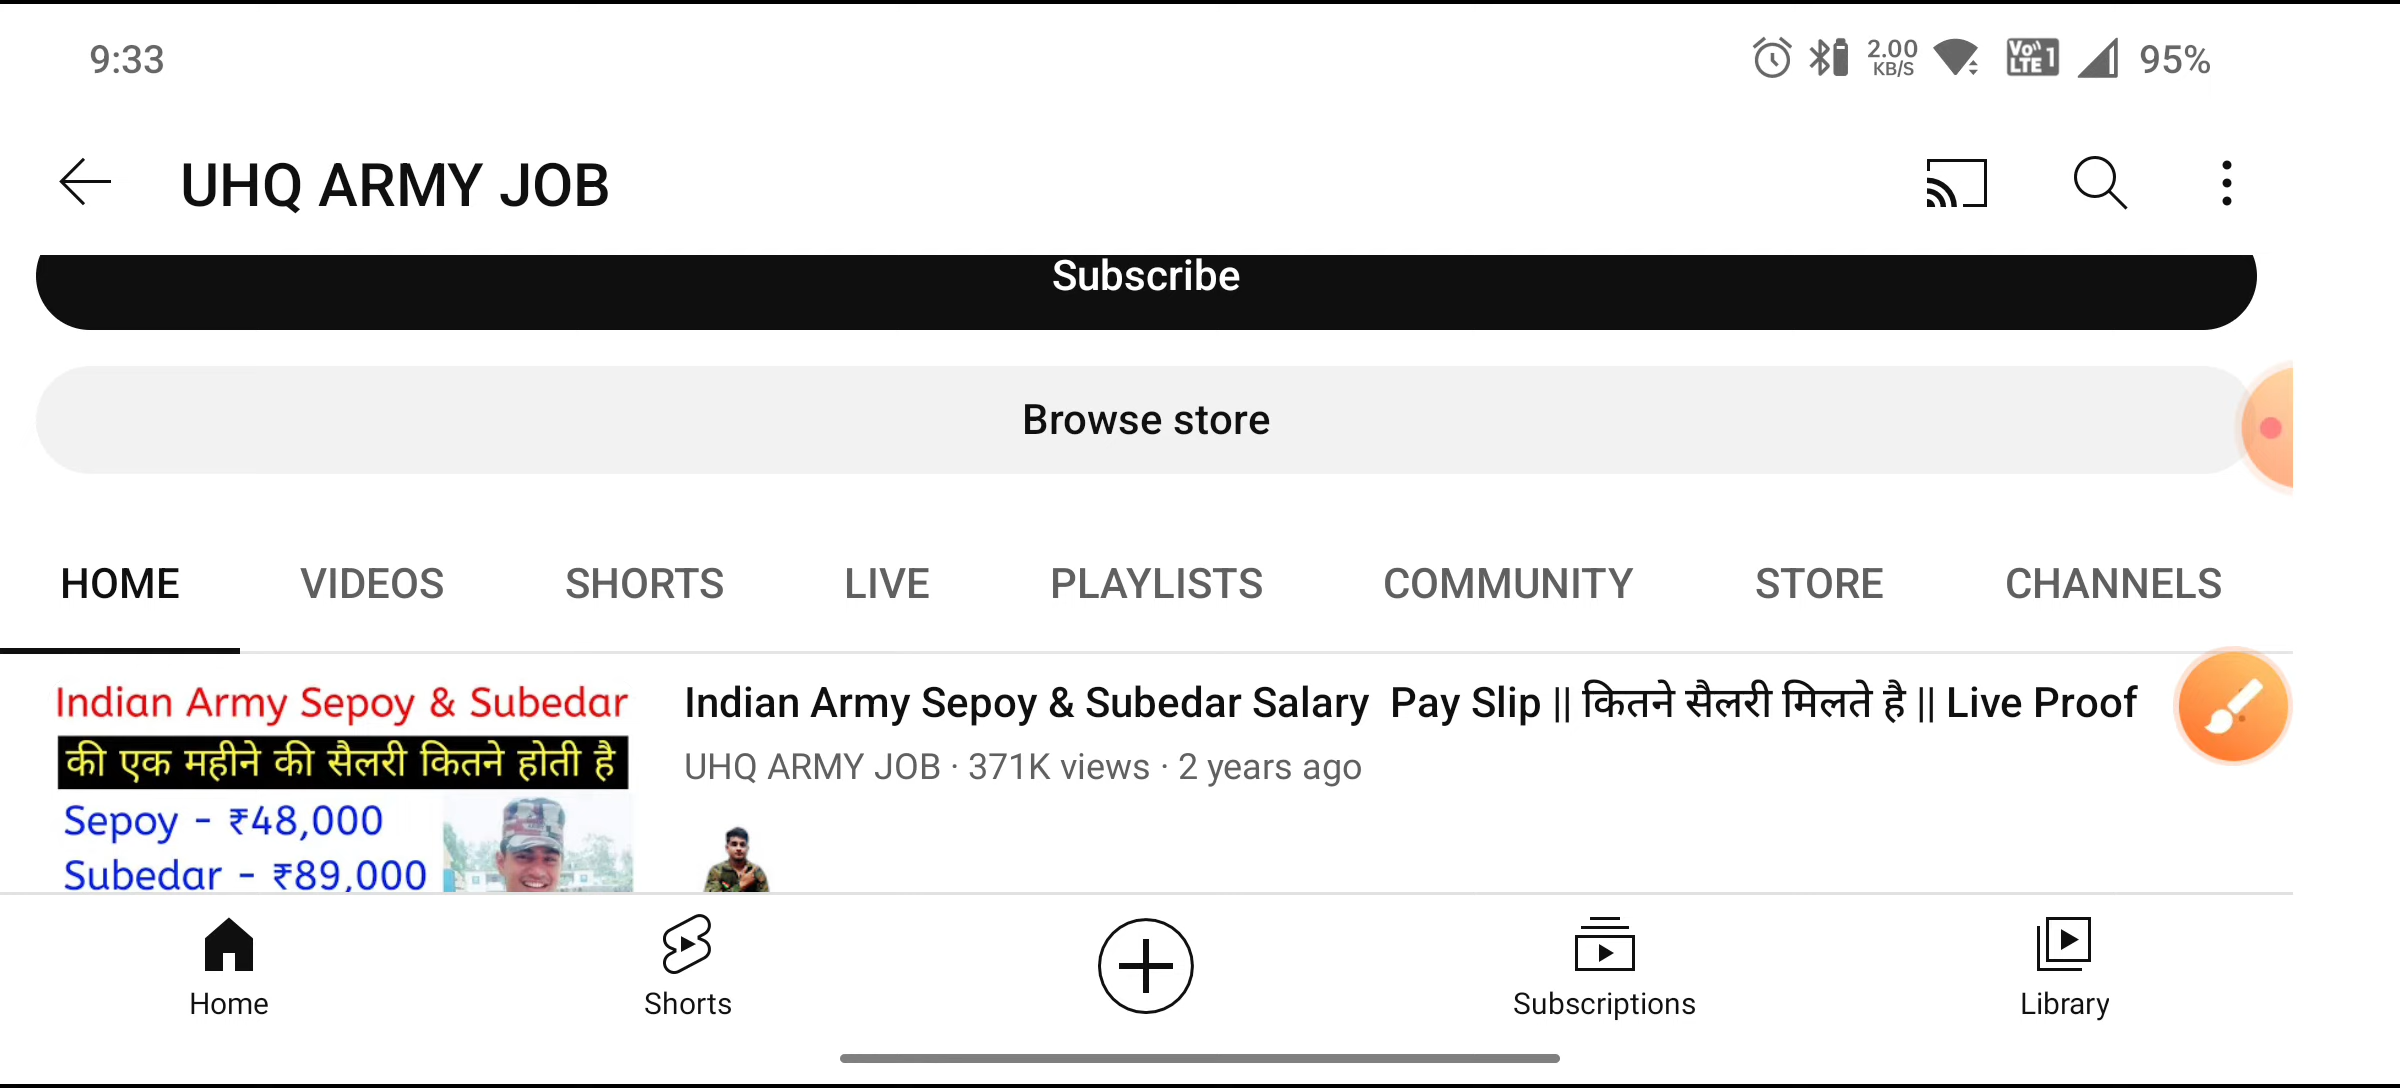 9:33
2.00 KB/S Vo)) LTE 1 95%
UHQ ARMY JOB
Subscribe
Browse store
HOME VIDEOS SHORTS LIVE PLAYLISTS COMMUNITY STORE CHANNELS
Indian Army Sepoy & Subedar
की एक महीने की सैलरी कितने होती है
Sepoy - ₹48,000
Subedar - ₹89,000
Indian Army Sepoy & Subedar Salary Pay Slip || कितने सैलरी मिलते है || Live Proof
UHQ ARMY JOB · 371K views · 2 years ago
Home Shorts Subscriptions Library